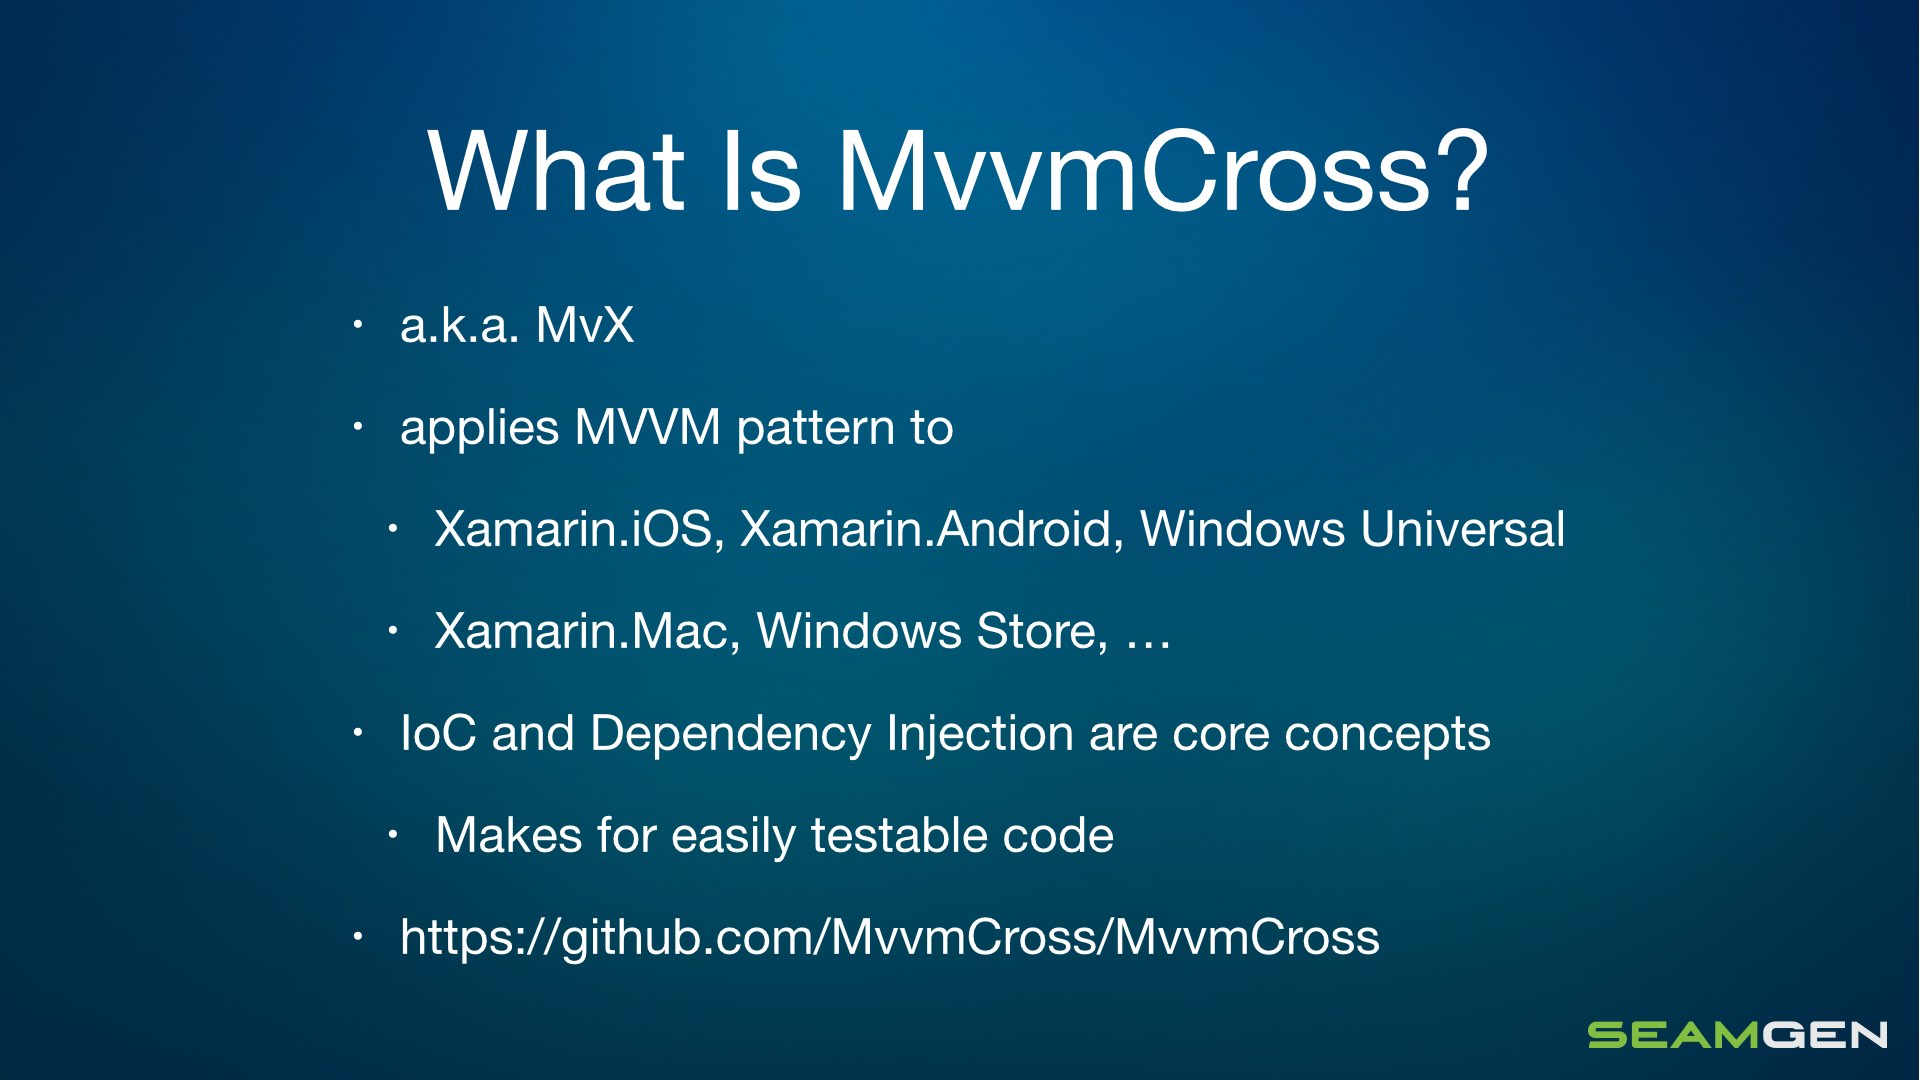 What Is MvvmCross?
• a.k.a. MvX
• applies MVVM pattern to
• Xamarin.iOS, Xamarin.Android, Windows Universal
• Xamarin.Mac, Windows Store, …
• IoC and Dependency Injection are core concepts
• Makes for easily testable code
• https://github.com/MvvmCross/MvvmCross
SEAMGEN